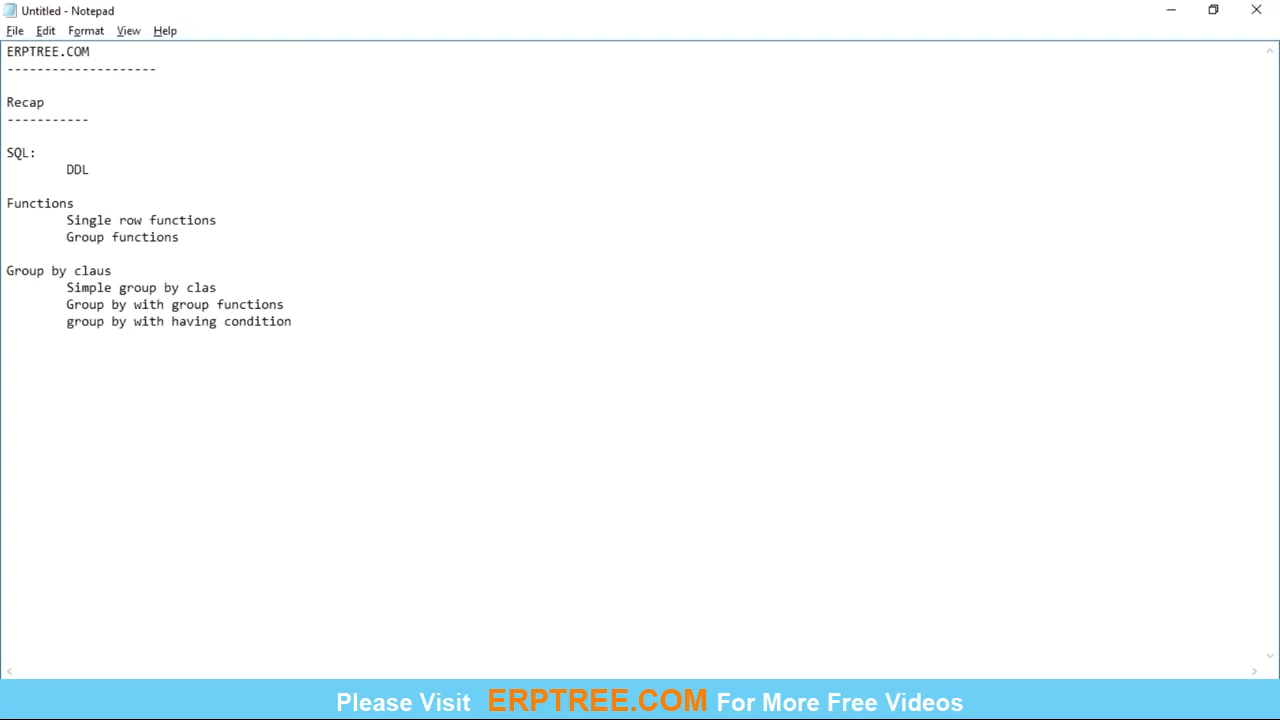 Untitled - Notepad
File Edit Format View Help
ERPTREE.COM
--------------------
Recap
-----------
SQL:
DDL
Functions
Single row functions
Group functions
Group by claus
Simple group by clas
Group by with group functions
group by with having condition
Please Visit ERPTREE.COM For More Free Videos